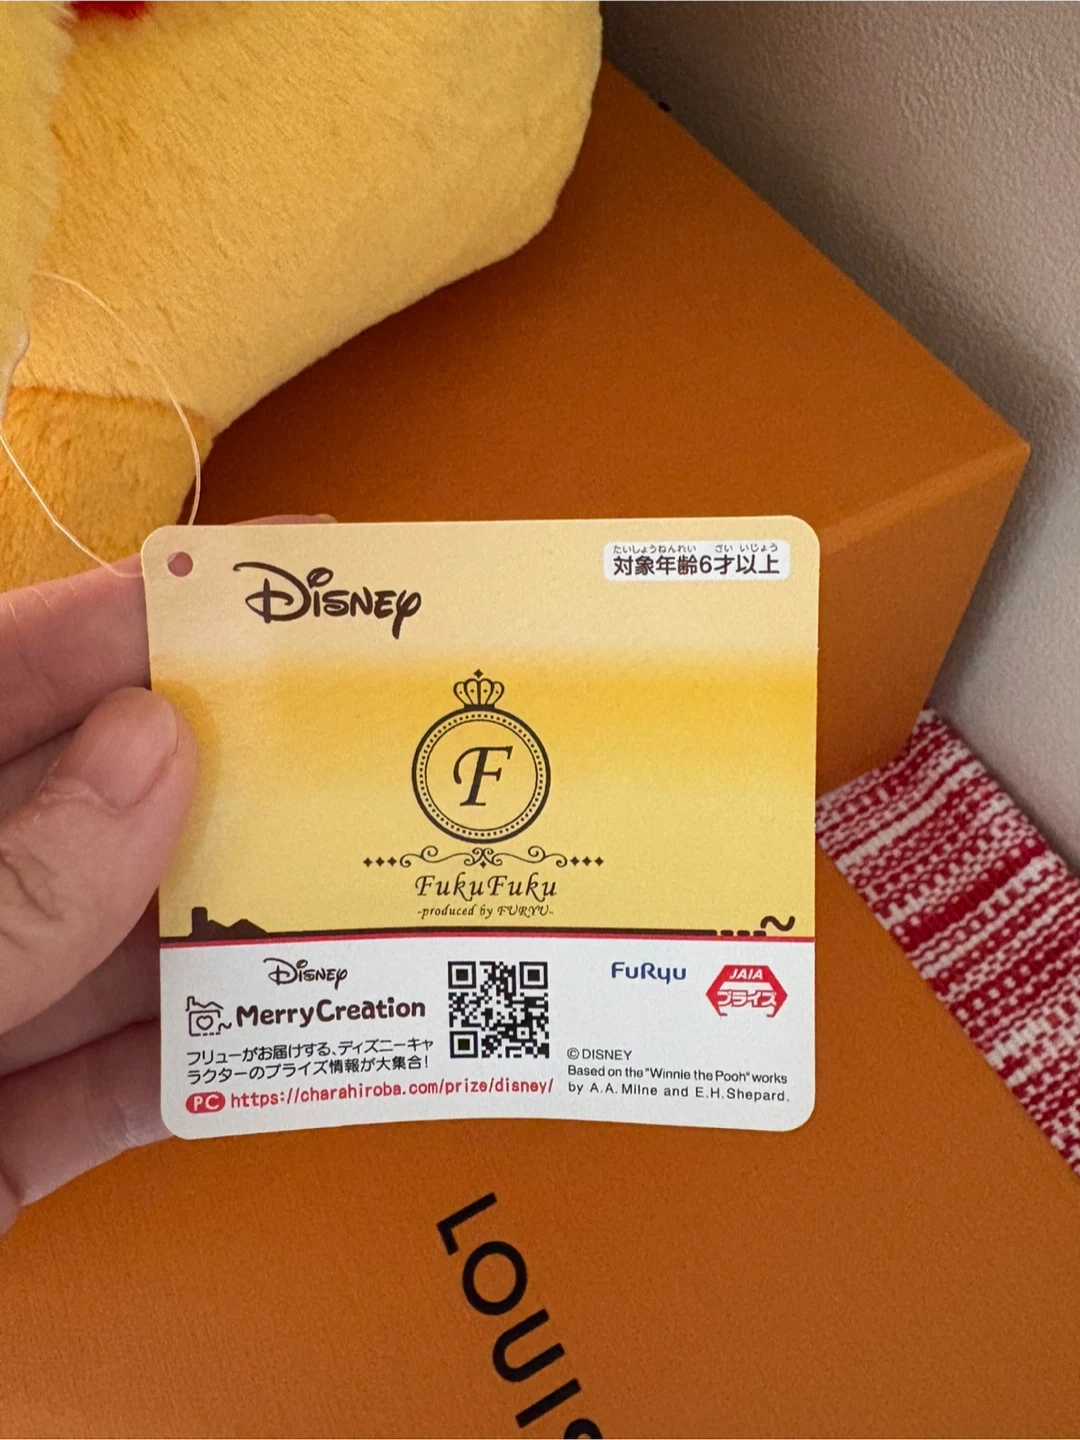 Disney
たいしょうねんれい さい いじょう
対象年齢6才以上
F
FukuFuku
-produced by FURYU-
Disney
MerryCreation
フリューがお届けする、ディズニーキャ
ラクターのプライズ情報が大集合!
PC https://charahiroba.com/prize/disney/
FuRyu
JAIA
プライズ
©DISNEY
Based on the "Winnie the Pooh" works
by A.A. Milne and E.H. Shepard.
LOUIS